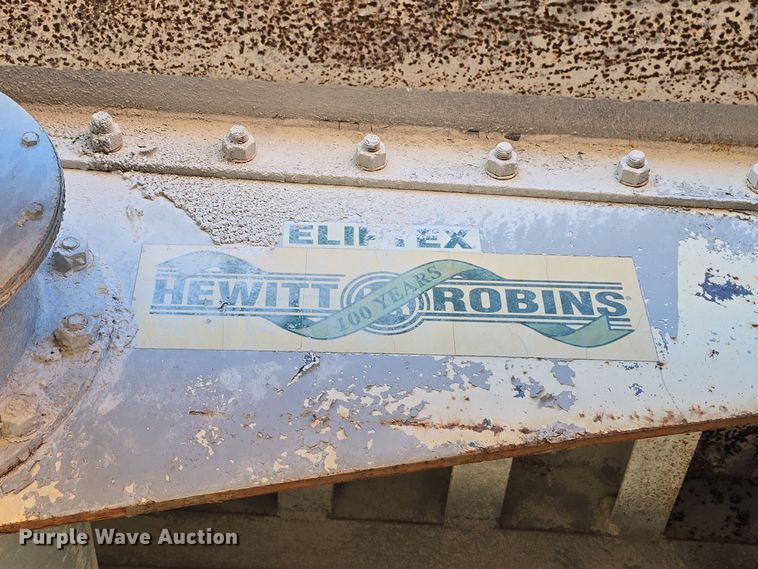 ELIPTEX
HEWITT ROBINS
100 YEARS
Purple Wave Auction